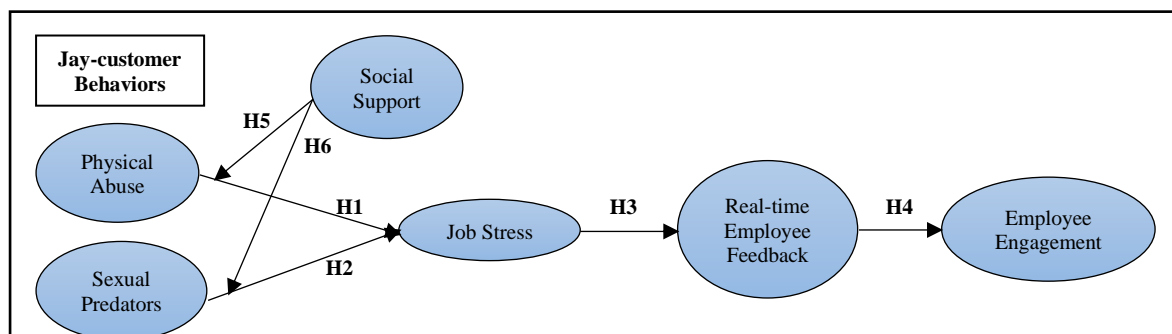 Jay-customer
Behaviors
Social
Support
H5
H6
Physical
Abuse
H1
Job Stress
H3
Real-time
Employee
Feedback
H4
Employee
Engagement
H2
Sexual
Predators